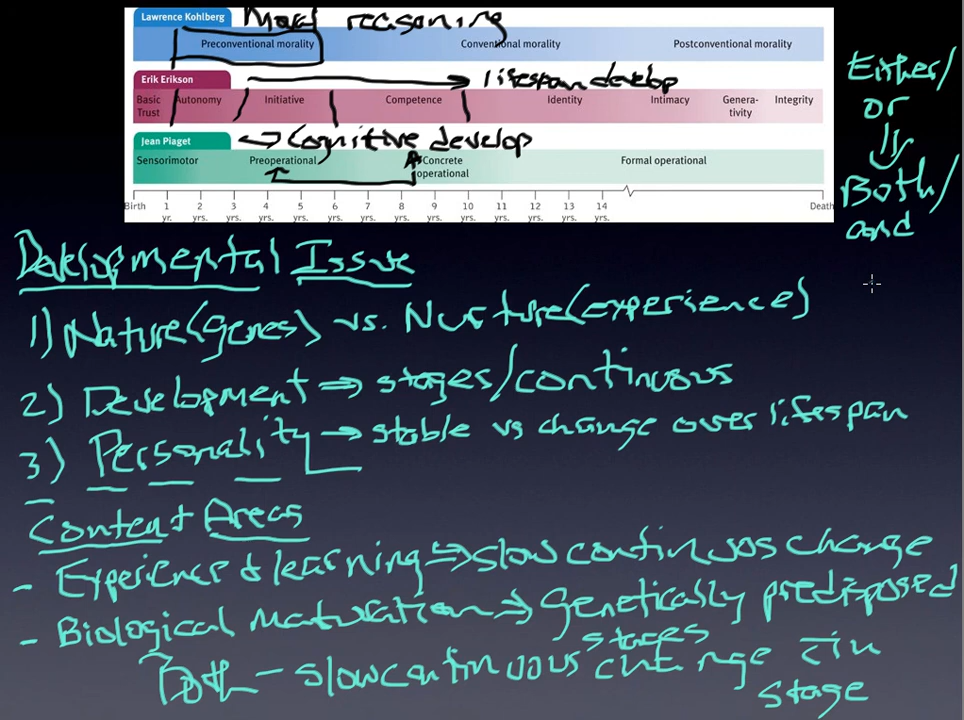 Lawrence Kohlberg Moral reasoning
Preconventional morality Conventional morality Postconventional morality
Erik Erikson lifespan develop
Basic Trust Autonomy Initiative Competence Identity Intimacy Genera-tivity Integrity
Jean Piaget Cognitive develop
Sensorimotor Preoperational Concrete operational Formal operational
Birth 1 yr. 2 yrs. 3 yrs. 4 yrs. 5 yrs. 6 yrs. 7 yrs. 8 yrs. 9 yrs. 10 yrs. 11 yrs. 12 yrs. 13 yrs. 14 yrs. Death
Either/
or
Both/
and
Developmental Issue
1) Nature(genes) vs. Nurture(experience)
2) Development ⇒ stages/continuous
3) Personality → stable vs change over lifespan
Content Areas
- Experience & learning ⇒ slow continuos change
- Biological Maturation ⇒ genetically predisposed
stages
Both - slow continuous change in
stage